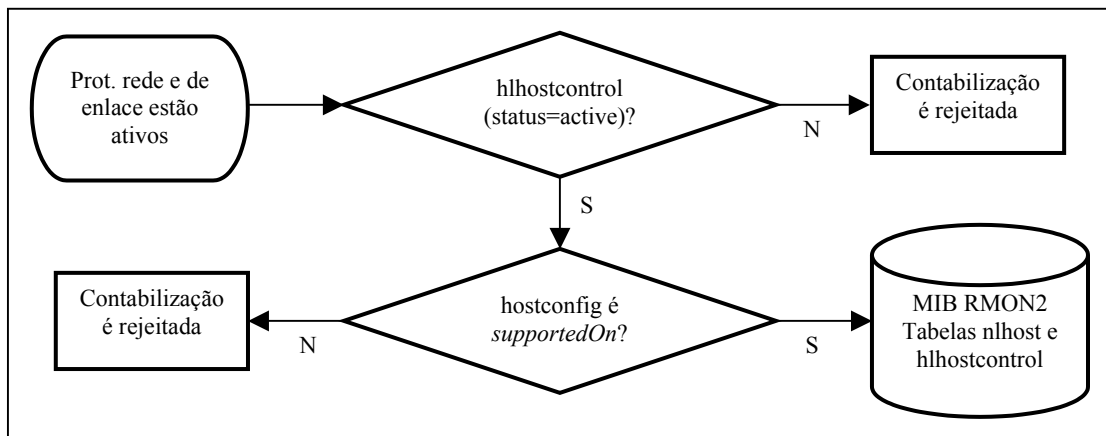 Prot. rede e de
enlace estão
ativos
hlhostcontrol
(status=active)?
N
Contabilização
é rejeitada
S
Contabilização
é rejeitada
N
hostconfig é
supportedOn?
S
MIB RMON2
Tabelas nlhost e
hlhostcontrol